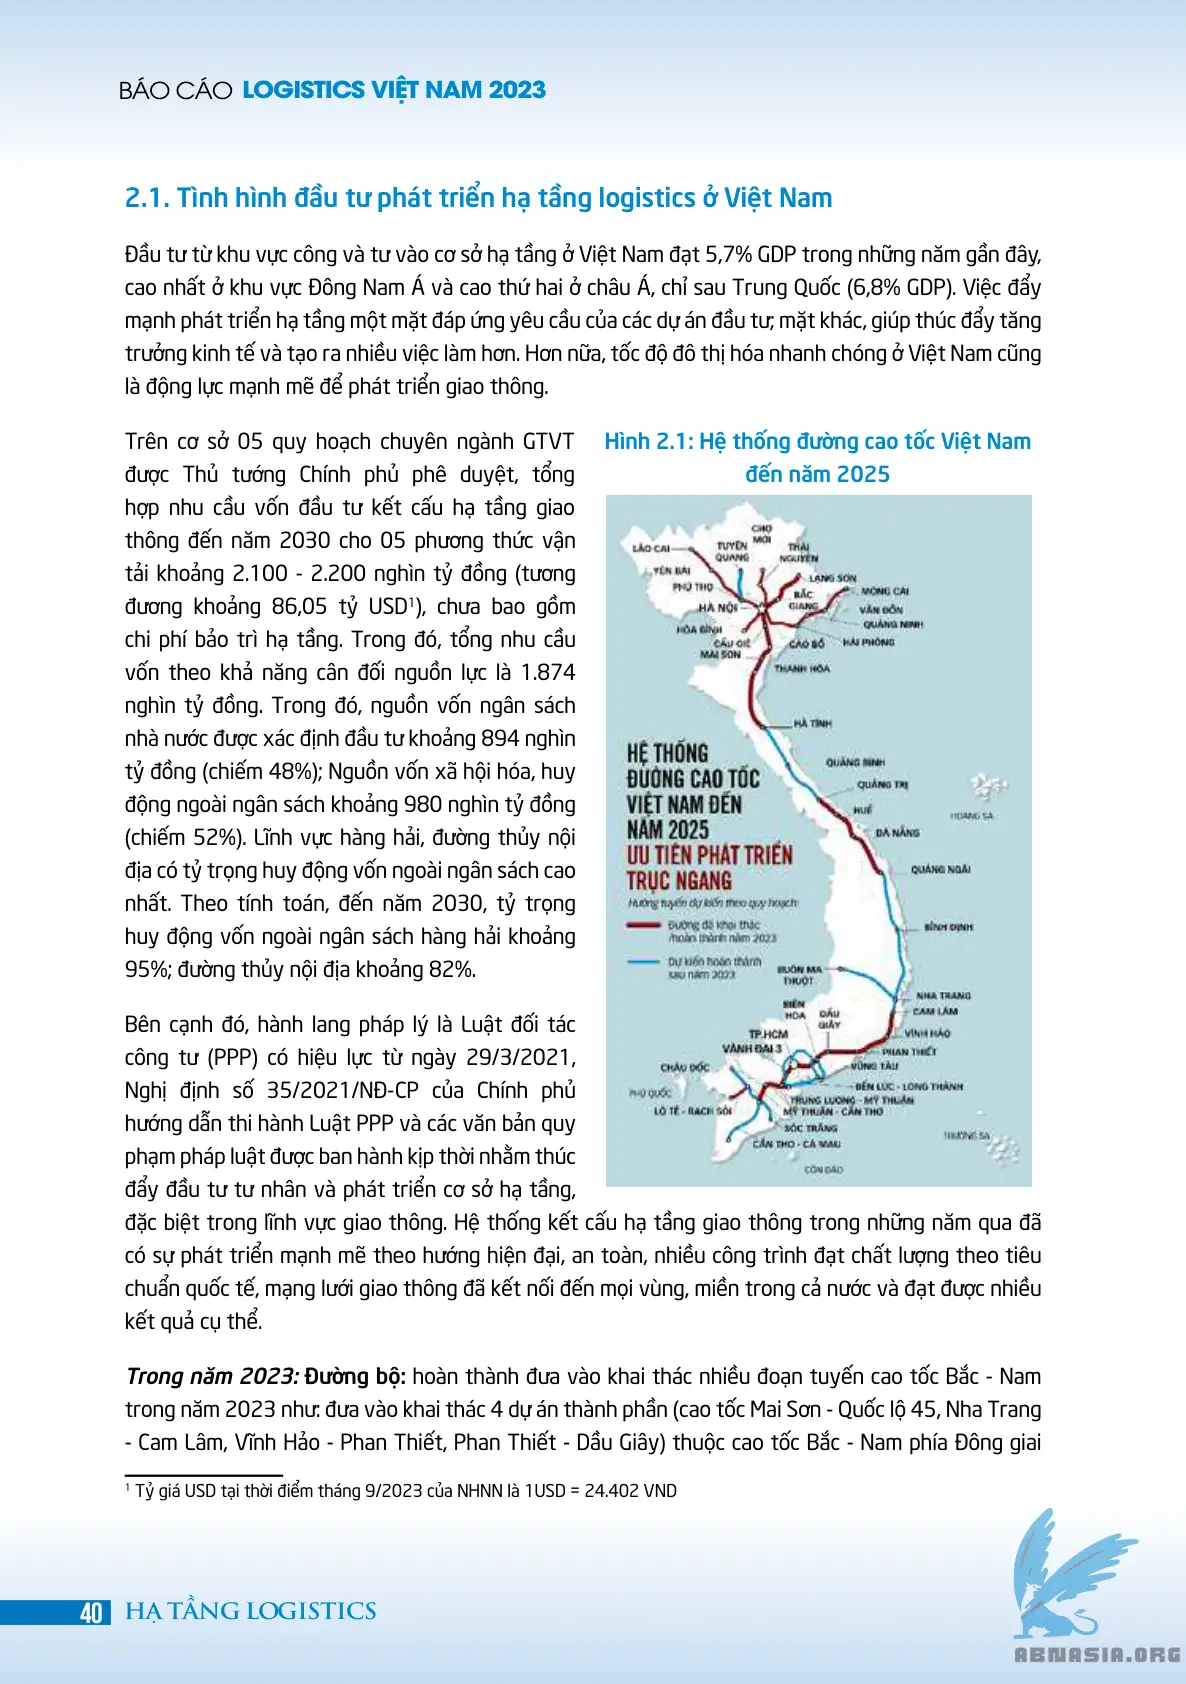 BÁO CÁO LOGISTICS VIỆT NAM 2023
2.1. Tình hình đầu tư phát triển hạ tầng logistics ở Việt Nam
Đầu tư từ khu vực công và tư vào cơ sở hạ tầng ở Việt Nam đạt 5,7% GDP trong những năm gần đây,
cao nhất ở khu vực Đông Nam Á và cao thứ hai ở châu Á, chỉ sau Trung Quốc (6,8% GDP). Việc đẩy
mạnh phát triển hạ tầng một mặt đáp ứng yêu cầu của các dự án đầu tư; mặt khác, giúp thúc đẩy tăng
trưởng kinh tế và tạo ra nhiều việc làm hơn. Hơn nữa, tốc độ đô thị hóa nhanh chóng ở Việt Nam cũng
là động lực mạnh mẽ để phát triển giao thông.
Trên cơ sở 05 quy hoạch chuyên ngành GTVT
được Thủ tướng Chính phủ phê duyệt, tổng
hợp nhu cầu vốn đầu tư kết cấu hạ tầng giao
thông đến năm 2030 cho 05 phương thức vận
tải khoảng 2.100 - 2.200 nghìn tỷ đồng (tương
đương khoảng 86,05 tỷ USD¹), chưa bao gồm
chi phí bảo trì hạ tầng. Trong đó, tổng nhu cầu
vốn theo khả năng cân đối nguồn lực là 1.874
nghìn tỷ đồng. Trong đó, nguồn vốn ngân sách
nhà nước được xác định đầu tư khoảng 894 nghìn
tỷ đồng (chiếm 48%); Nguồn vốn xã hội hóa, huy
động ngoài ngân sách khoảng 980 nghìn tỷ đồng
(chiếm 52%). Lĩnh vực hàng hải, đường thủy nội
địa có tỷ trọng huy động vốn ngoài ngân sách cao
nhất. Theo tính toán, đến năm 2030, tỷ trọng
huy động vốn ngoài ngân sách hàng hải khoảng
95%; đường thủy nội địa khoảng 82%.
Hình 2.1: Hệ thống đường cao tốc Việt Nam
đến năm 2025
CHỢ
MỚI
LÀO CAI
TUYÊN
QUANG
THÁI
NGUYÊN
YÊN BÁI
LẠNG SƠN
PHÚ THỌ
BẮC
GIANG
MÓNG CÁI
HÀ NỘI
VÂN ĐỒN
QUẢNG NINH
HÒA BÌNH
CẦU GIẼ
CAO BỒ
HẢI PHÒNG
MAI SƠN
THANH HÓA
HÀ TĨNH
HỆ THỐNG
ĐƯỜNG CAO TỐC
VIỆT NAM ĐẾN
NĂM 2025
ƯU TIÊN PHÁT TRIỂN
TRỤC NGANG
Hướng tuyến dự kiến theo quy hoạch:
Đường đã khai thác
/hoàn thành năm 2023
Dự kiến hoàn thành
sau năm 2023
QUẢNG BÌNH
QUẢNG TRỊ
HUẾ
HOÀNG SA
ĐÀ NẴNG
QUẢNG NGÃI
BÌNH ĐỊNH
BUÔN MA
THUỘT
NHA TRANG
CAM LÂM
BIÊN
HÒA
DẦU
GIÂY
VĨNH HẢO
TP.HCM
VÀNH ĐAI 3
PHAN THIẾT
VŨNG TÀU
CHÂU ĐỐC
BẾN LỨC - LONG THÀNH
PHÚ QUỐC
TRUNG LƯƠNG - MỸ THUẬN
LỘ TẺ - RẠCH SỎI
MỸ THUẬN - CẦN THƠ
SÓC TRĂNG
TRƯỜNG SA
CẦN THƠ - CÀ MAU
CÔN ĐẢO
Bên cạnh đó, hành lang pháp lý là Luật đối tác
công tư (PPP) có hiệu lực từ ngày 29/3/2021,
Nghị định số 35/2021/NĐ-CP của Chính phủ
hướng dẫn thi hành Luật PPP và các văn bản quy
phạm pháp luật được ban hành kịp thời nhằm thúc
đẩy đầu tư tư nhân và phát triển cơ sở hạ tầng,
đặc biệt trong lĩnh vực giao thông. Hệ thống kết cấu hạ tầng giao thông trong những năm qua đã
có sự phát triển mạnh mẽ theo hướng hiện đại, an toàn, nhiều công trình đạt chất lượng theo tiêu
chuẩn quốc tế, mạng lưới giao thông đã kết nối đến mọi vùng, miền trong cả nước và đạt được nhiều
kết quả cụ thể.
Trong năm 2023: Đường bộ: hoàn thành đưa vào khai thác nhiều đoạn tuyến cao tốc Bắc - Nam
trong năm 2023 như: đưa vào khai thác 4 dự án thành phần (cao tốc Mai Sơn - Quốc lộ 45, Nha Trang
- Cam Lâm, Vĩnh Hảo - Phan Thiết, Phan Thiết - Dầu Giây) thuộc cao tốc Bắc - Nam phía Đông giai
¹ Tỷ giá USD tại thời điểm tháng 9/2023 của NHNN là 1USD = 24.402 VND
40 HẠ TẦNG LOGISTICS
ABNASIA.ORG